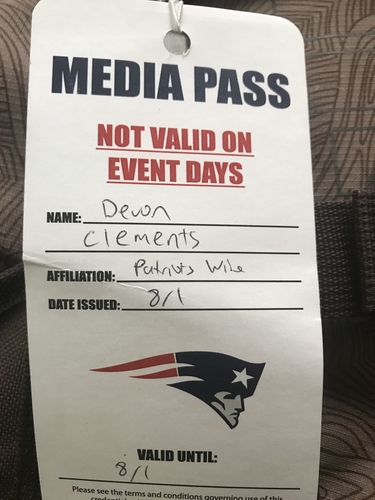 MEDIA PASS
NOT VALID ON
EVENT DAYS
NAME: Devon
Clements
AFFILIATION: Patriots Wire
DATE ISSUED: 8/1
VALID UNTIL:
8/1
Please see the terms and conditions governing use of this